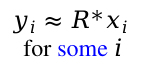 yᵢ ≈ R*xᵢ
for some i